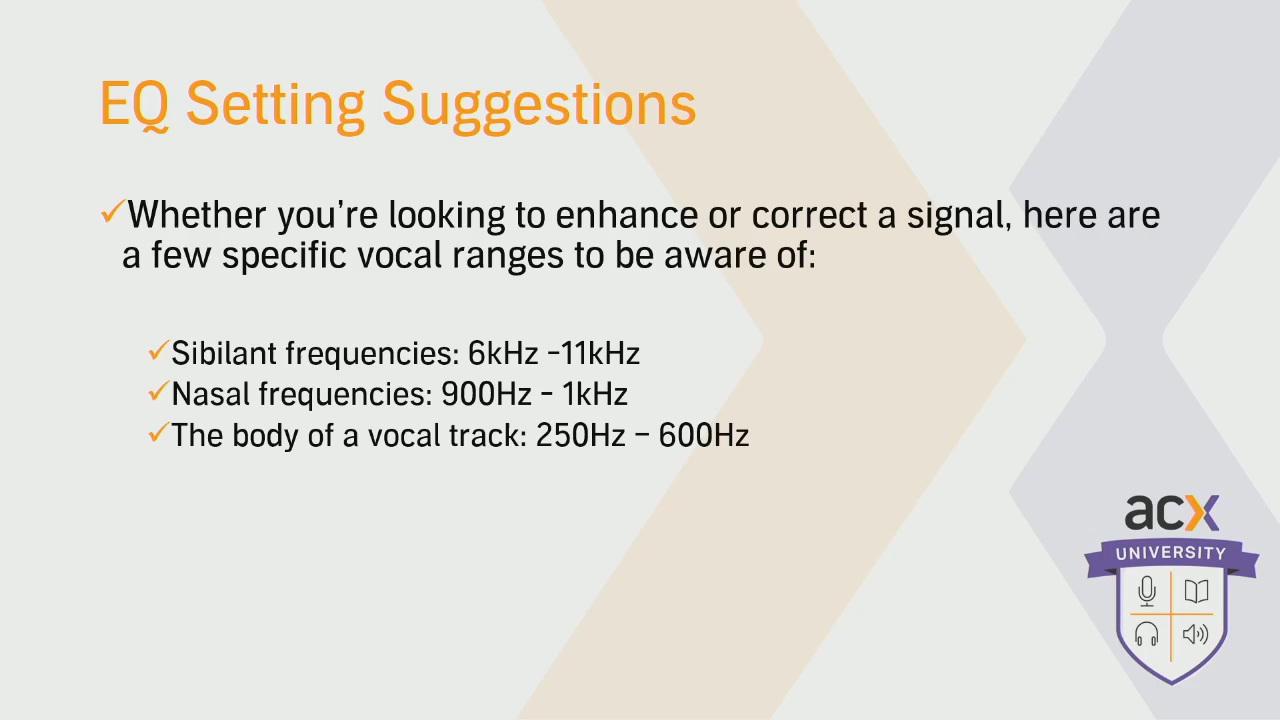 EQ Setting Suggestions
✓Whether you’re looking to enhance or correct a signal, here are
a few specific vocal ranges to be aware of:
✓Sibilant frequencies: 6kHz -11kHz
✓Nasal frequencies: 900Hz - 1kHz
✓The body of a vocal track: 250Hz – 600Hz
acx
UNIVERSITY